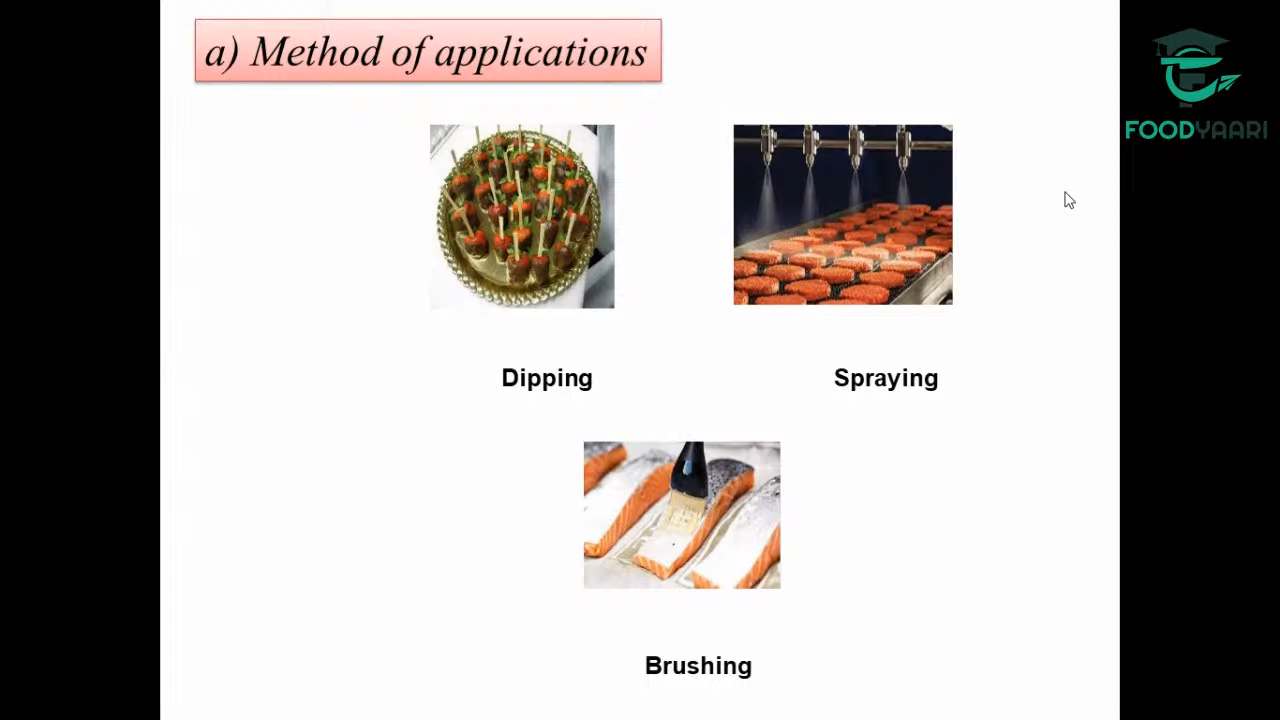 a) Method of applications
FOODYAARI
Dipping
Spraying
Brushing